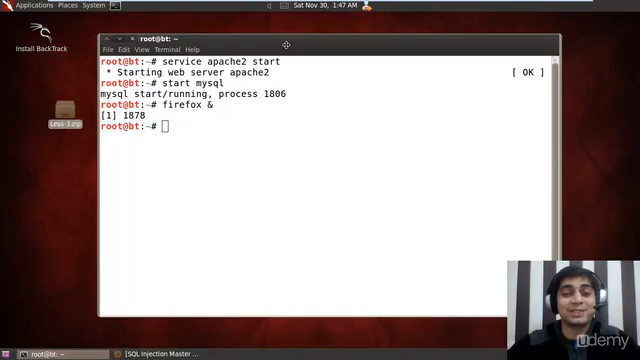 Applications Places System
Sat Nov 30, 1:47 AM
Install BackTrack
Less-3.zip
root@bt: ~
File Edit View Terminal Help
root@bt:~# service apache2 start
* Starting web server apache2 [ OK ]
root@bt:~# start mysql
mysql start/running, process 1806
root@bt:~# firefox &
[1] 1878
root@bt:~#
udemy
root@bt: ~
[SQL Injection Master ...